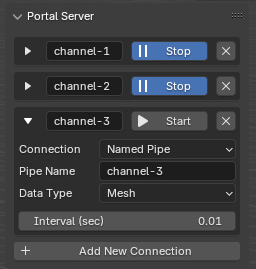 Portal Server
channel-1 Stop
channel-2 Stop
channel-3 Start
Connection Named Pipe
Pipe Name channel-3
Data Type Mesh
Interval (sec) 0.01
Add New Connection